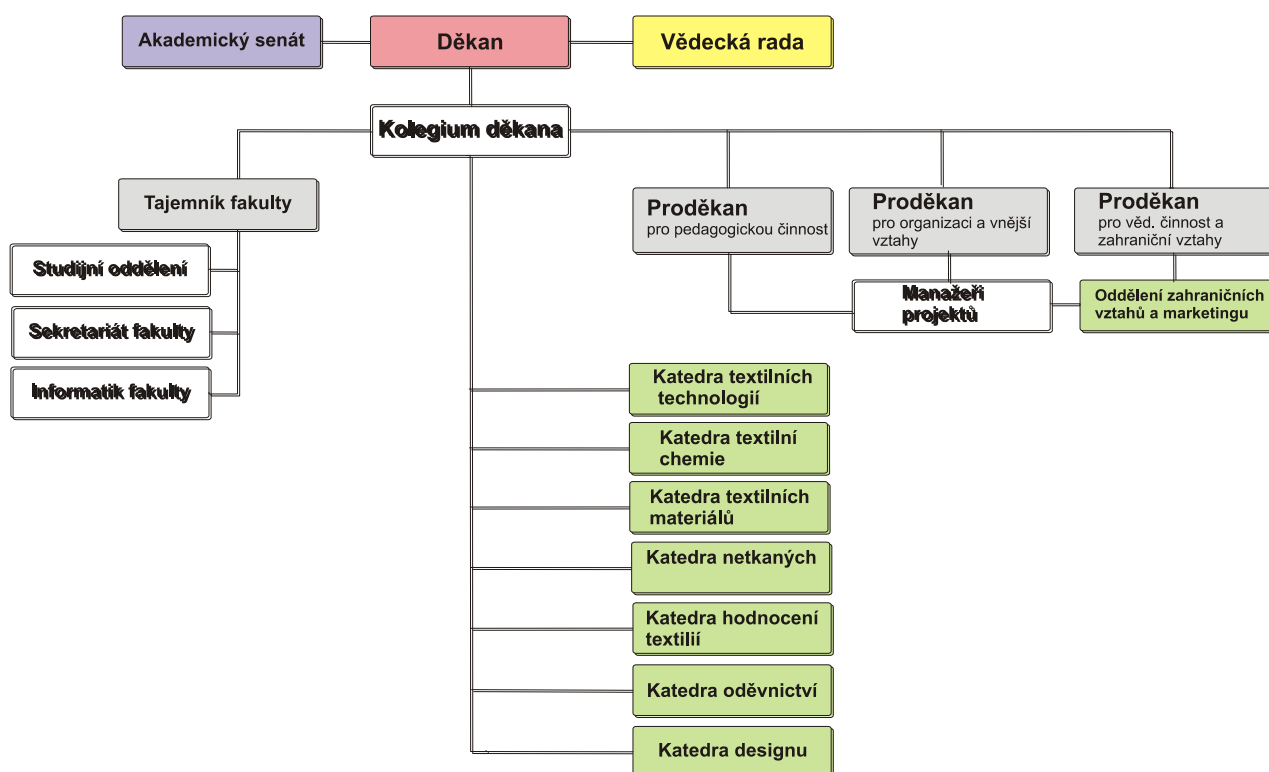 Akademický senát
Děkan
Vědecká rada
Kolegium děkana
Tajemník fakulty
Proděkan
pro pedagogickou činnost
Proděkan
pro organizaci a vnější
vztahy
Proděkan
pro věd. činnost a
zahraniční vztahy
Studijní oddělení
Sekretariát fakulty
Informatik fakulty
Manažeři
projektů
Oddělení zahraničních
vztahů a marketingu
Katedra textilních
technologií
Katedra textilní
chemie
Katedra textilních
materiálů
Katedra netkaných
Katedra hodnocení
textilií
Katedra oděvnictví
Katedra designu